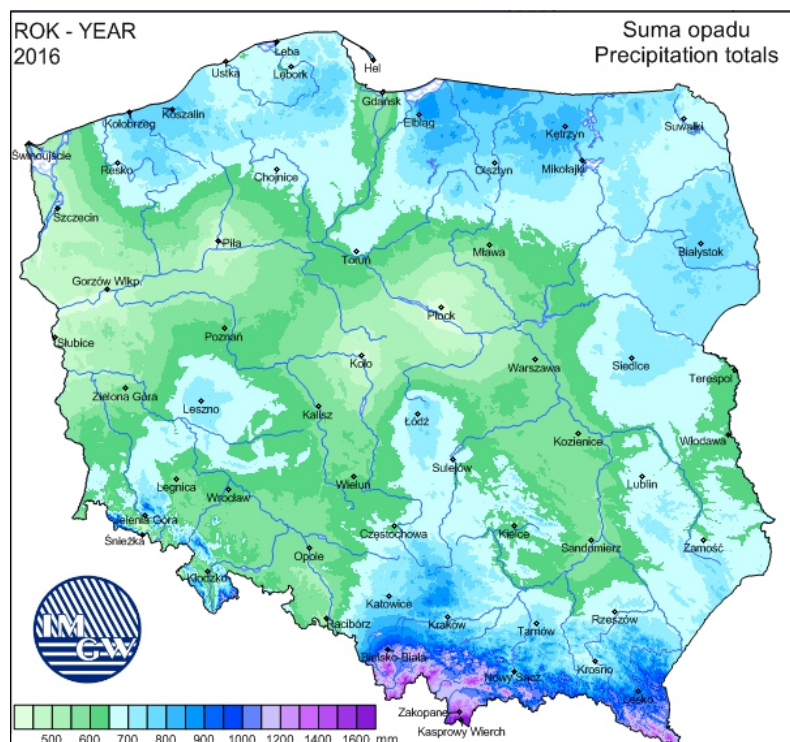 ROK - YEAR
2016
Suma opadu
Precipitation totals
Łeba
Ustka
Lębork
Hel
Gdańsk
Kołobrzeg
Koszalin
Elbląg
Kętrzyn
Suwałki
Świnoujście
Resko
Chojnice
Olsztyn
Mikołajki
Szczecin
Piła
Toruń
Mława
Białystok
Gorzów Wlkp.
Płock
Słubice
Poznań
Koło
Warszawa
Siedlce
Terespol
Zielona Góra
Leszno
Kalisz
Łódź
Kozienice
Włodawa
Sulejów
Legnica
Wrocław
Wieluń
Lublin
Jelenia Góra
Śnieżka
Częstochowa
Kielce
Sandomierz
Zamość
Opole
Kłodzko
Katowice
Racibórz
Kraków
Tarnów
Rzeszów
Bielsko-Biała
Nowy Sącz
Krosno
Lesko
Zakopane
Kasprowy Wierch
IM
GW
500 600 700 800 900 1000 1200 1400 1600 mm